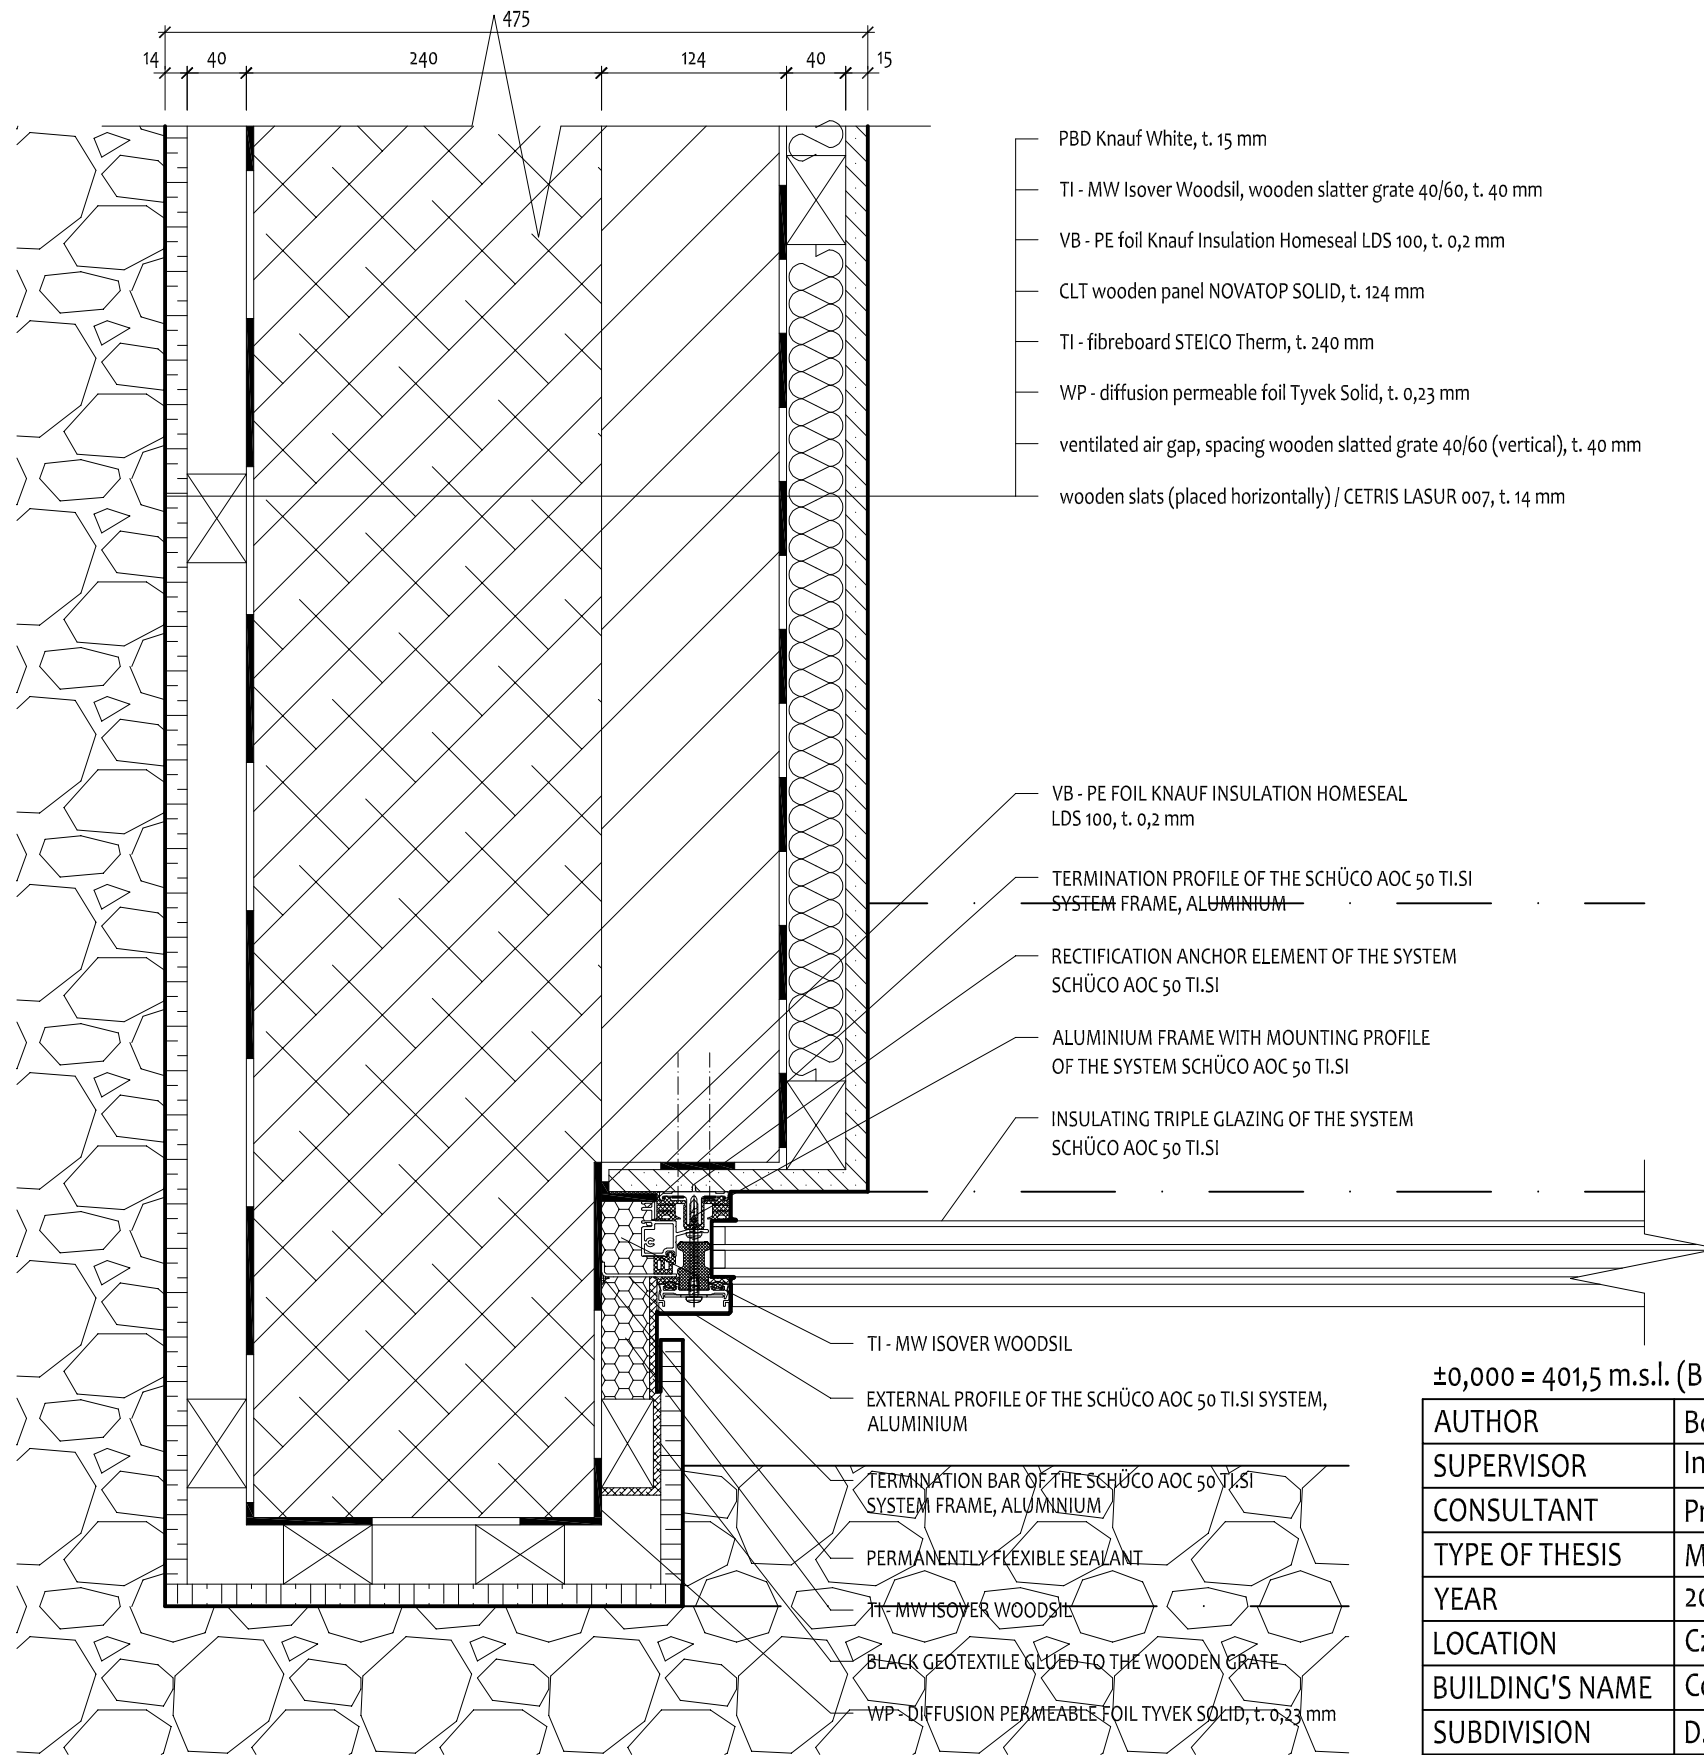 475
14 40 240 124 40 15
PBD Knauf White, t. 15 mm
TI - MW Isover Woodsil, wooden slatter grate 40/60, t. 40 mm
VB - PE foil Knauf Insulation Homeseal LDS 100, t. 0,2 mm
CLT wooden panel NOVATOP SOLID, t. 124 mm
TI - fibreboard STEICO Therm, t. 240 mm
WP - diffusion permeable foil Tyvek Solid, t. 0,23 mm
ventilated air gap, spacing wooden slatted grate 40/60 (vertical), t. 40 mm
wooden slats (placed horizontally) / CETRIS LASUR 007, t. 14 mm
VB - PE FOIL KNAUF INSULATION HOMESEAL
LDS 100, t. 0,2 mm
TERMINATION PROFILE OF THE SCHÜCO AOC 50 TI.SI
SYSTEM FRAME, ALUMINIUM
RECTIFICATION ANCHOR ELEMENT OF THE SYSTEM
SCHÜCO AOC 50 TI.SI
ALUMINIUM FRAME WITH MOUNTING PROFILE
OF THE SYSTEM SCHÜCO AOC 50 TI.SI
INSULATING TRIPLE GLAZING OF THE SYSTEM
SCHÜCO AOC 50 TI.SI
TI - MW ISOVER WOODSIL
EXTERNAL PROFILE OF THE SCHÜCO AOC 50 TI.SI SYSTEM,
ALUMINIUM
TERMINATION BAR OF THE SCHÜCO AOC 50 TI.SI
SYSTEM FRAME, ALUMINIUM
PERMANENTLY FLEXIBLE SEALANT
TI - MW ISOVER WOODSIL
BLACK GEOTEXTILE GLUED TO THE WOODEN GRATE
WP - DIFFUSION PERMEABLE FOIL TYVEK SOLID, t. 0,23 mm
±0,000 = 401,5 m.s.l. (B
AUTHOR
SUPERVISOR
CONSULTANT
TYPE OF THESIS
YEAR
LOCATION
BUILDING'S NAME
SUBDIVISION